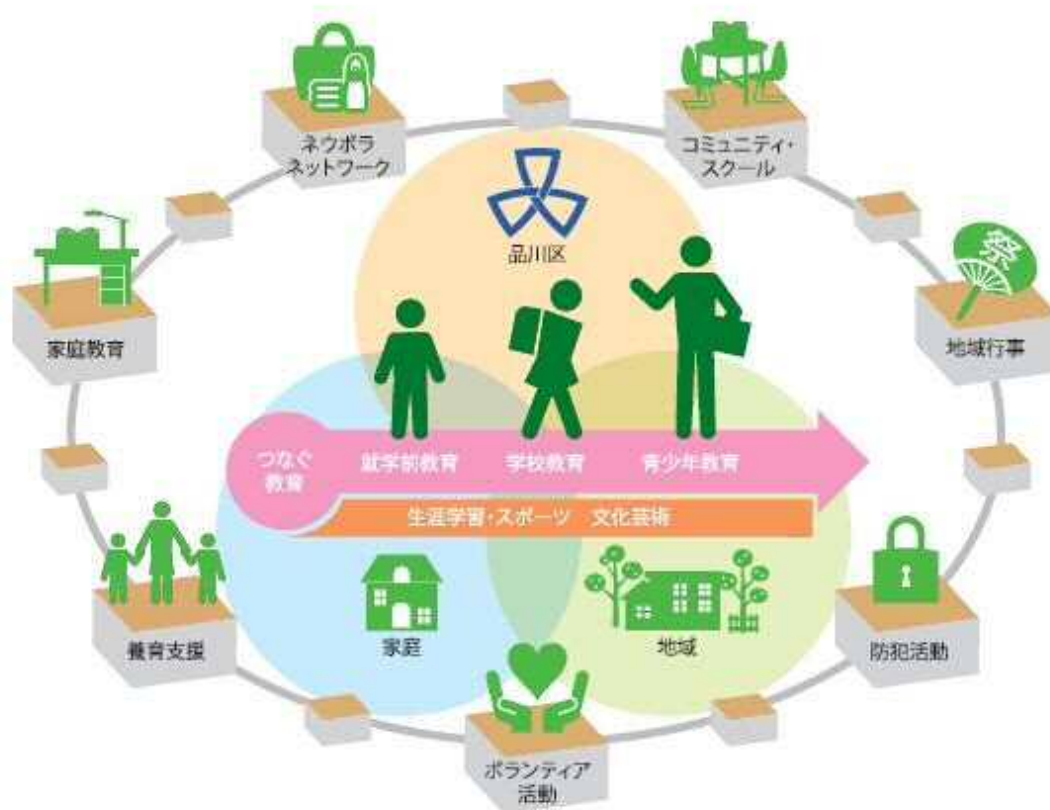 ネウボラ
ネットワーク
コミュニティ・
スクール
品川区
祭
家庭教育
地域行事
つなぐ
教育
就学前教育
学校教育
青少年教育
生涯学習・スポーツ 文化芸術
養育支援
家庭
地域
防犯活動
ボランティア
活動